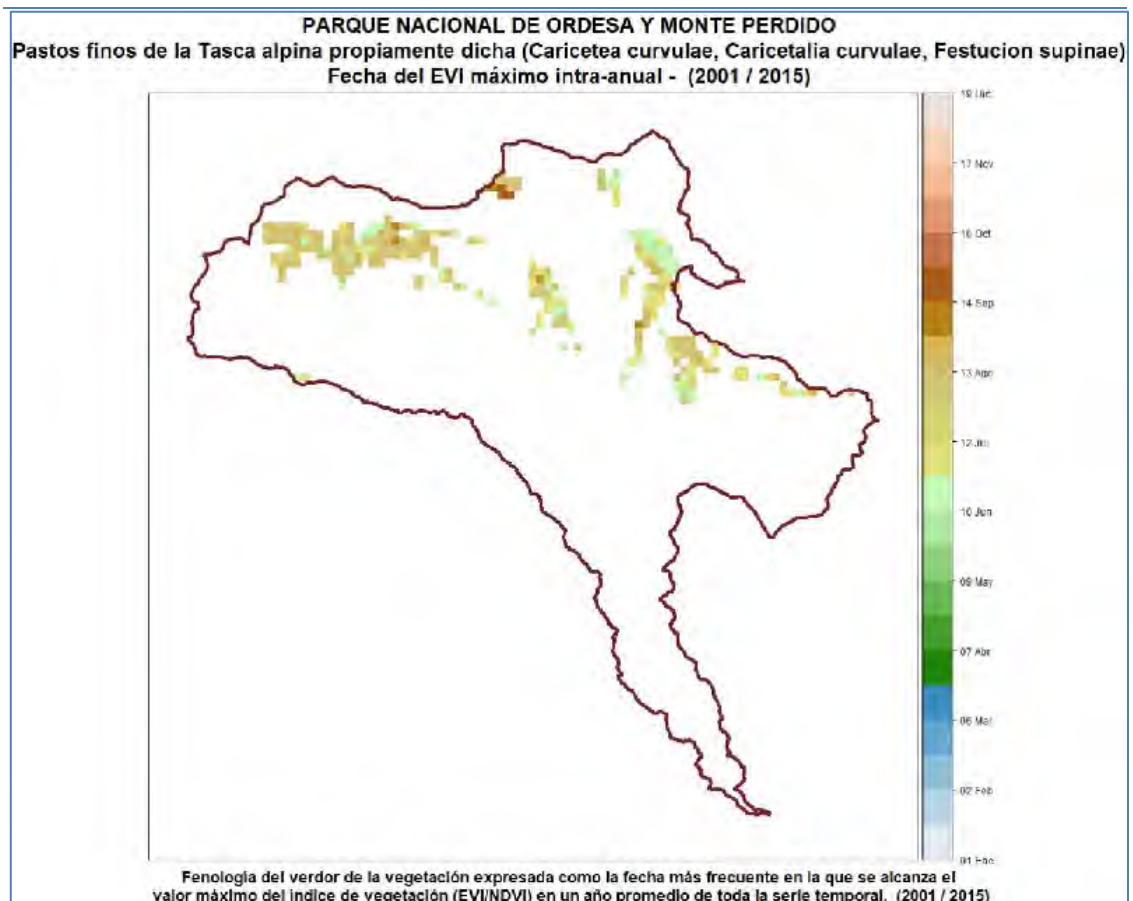 PARQUE NACIONAL DE ORDESA Y MONTE PERDIDO
Pastos finos de la Tasca alpina propiamente dicha (Caricetea curvulae, Caricetalia curvulae, Festucion supinae)
Fecha del EVI máximo intra-anual - (2001 / 2015)
19 Dic
17 Nov
16 Oct
14 Sep
13 Ago
12 Jul
10 Jun
09 May
07 Abr
06 Mar
02 Feb
01 Ene
Fenologia del verdor de la vegetación expresada como la fecha más frecuente en la que se alcanza el
valor máximo del indice de vegetación (EVI/NDVI) en un año promedio de toda la serie temporal. (2001 / 2015)